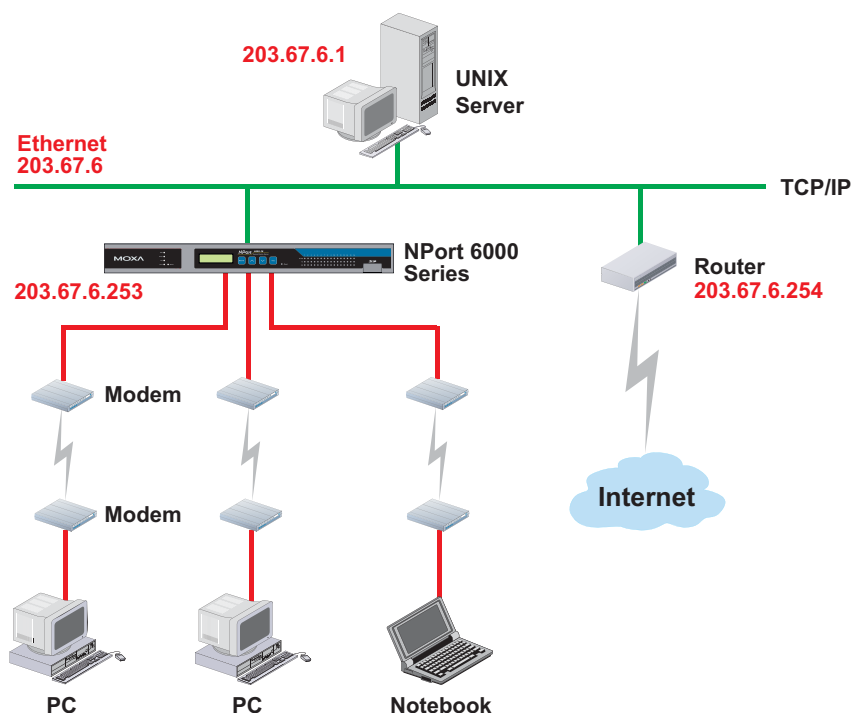 203.67.6.1
UNIX
Server
Ethernet
203.67.6
TCP/IP
MOXA
NPort
NPort 6000
Series
203.67.6.253
Router
203.67.6.254
Modem
Modem
Internet
PC
PC
Notebook